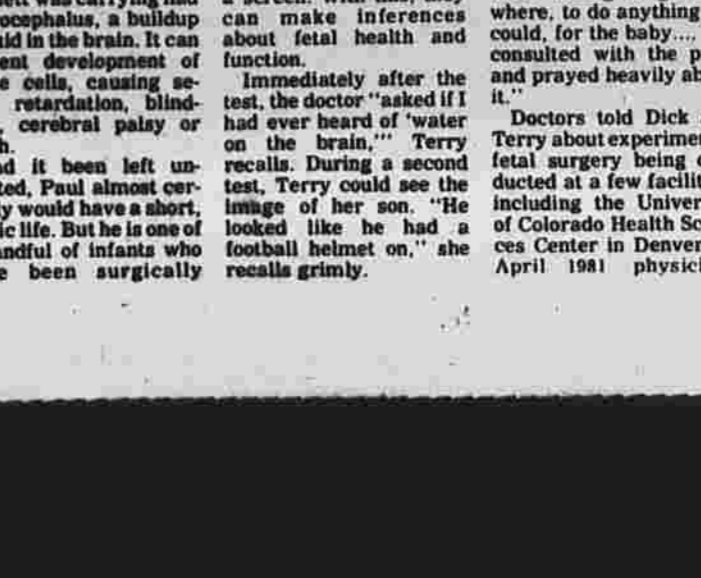 ocephalus, a buildup
id in the brain. It can
ent development of
e cells, causing se-
retardation, blind-
, cerebral palsy or
h.
d it been left un-
ted, Paul almost cer-
y would have a short,
ic life. But he is one of
andful of infants who
e been surgically
can make inferences
about fetal health and
function.
Immediately after the
test, the doctor "asked if I
had ever heard of 'water
on the brain,'" Terry
recalls. During a second
test, Terry could see the
image of her son. "He
looked like he had a
football helmet on," she
recalls grimly.
where, to do anything
could, for the baby....
consulted with the p
and prayed heavily ab
it."
Doctors told Dick
Terry about experimen
fetal surgery being c
ducted at a few facilit
including the Univer
of Colorado Health Sc
ces Center in Denver
April 1981 physici